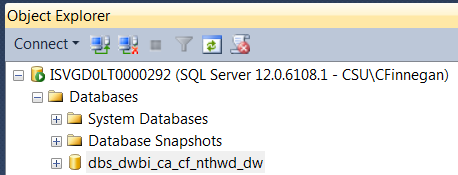 Object Explorer
Connect
ISVGD0LT0000292 (SQL Server 12.0.6108.1 - CSU\CFinnegan)
Databases
System Databases
Database Snapshots
dbs_dwbi_ca_cf_nthwd_dw